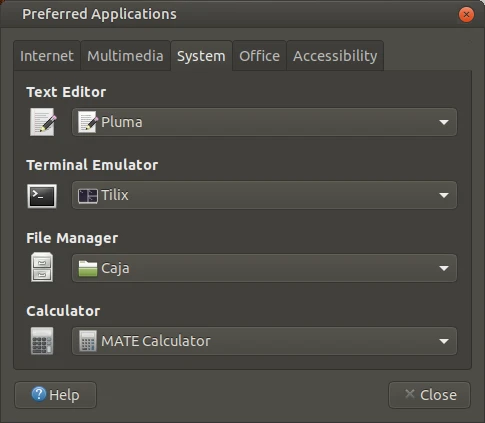 Preferred Applications
Internet Multimedia System Office Accessibility
Text Editor
Pluma
Terminal Emulator
Tilix
File Manager
Caja
Calculator
MATE Calculator
Help Close